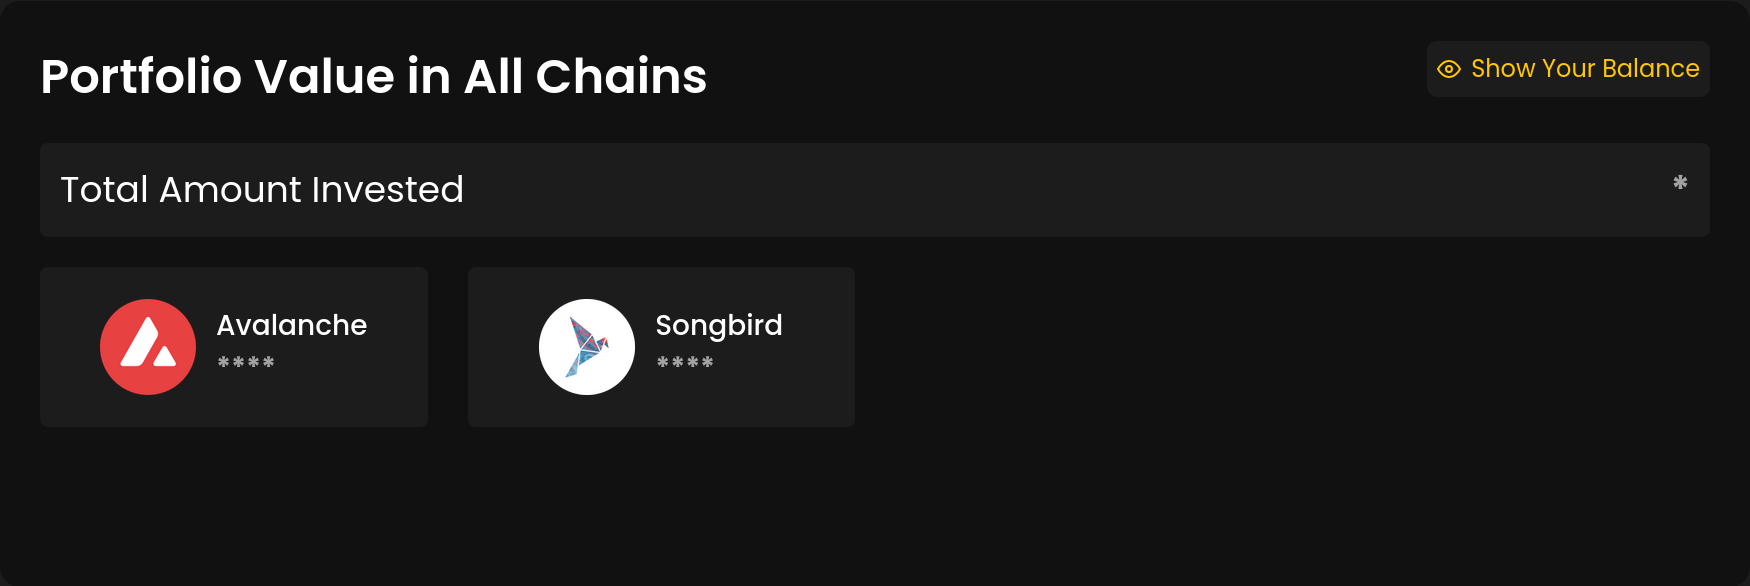 Portfolio Value in All Chains
Show Your Balance
Total Amount Invested
*
Avalanche
****
Songbird
****